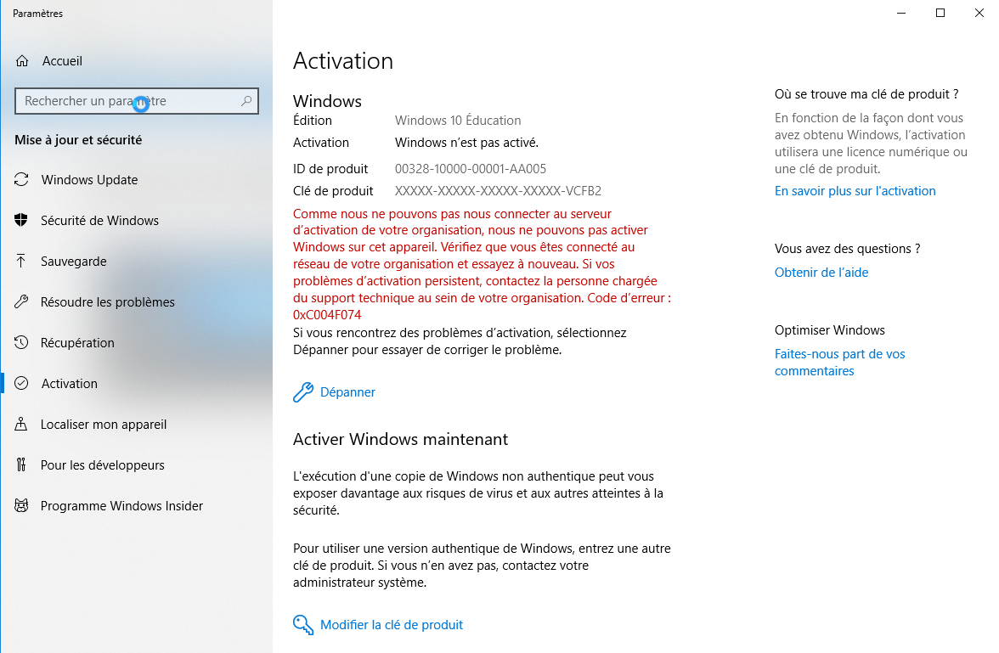 Paramètres
Accueil
Rechercher un paramètre
Mise à jour et sécurité
Windows Update
Sécurité de Windows
Sauvegarde
Résoudre les problèmes
Récupération
Activation
Localiser mon appareil
Pour les développeurs
Programme Windows Insider
Activation
Windows
Édition Windows 10 Éducation
Activation Windows n’est pas activé.
ID de produit 00328-10000-00001-AA005
Clé de produit XXXXX-XXXXX-XXXXX-XXXXX-VCFB2
Comme nous ne pouvons pas nous connecter au serveur
d’activation de votre organisation, nous ne pouvons pas activer
Windows sur cet appareil. Vérifiez que vous êtes connecté au
réseau de votre organisation et essayez à nouveau. Si vos
problèmes d’activation persistent, contactez la personne chargée
du support technique au sein de votre organisation. Code d’erreur :
0xC004F074
Si vous rencontrez des problèmes d’activation, sélectionnez
Dépanner pour essayer de corriger le problème.
Dépanner
Activer Windows maintenant
L'exécution d'une copie de Windows non authentique peut vous
exposer davantage aux risques de virus et aux autres atteintes à la
sécurité.
Pour utiliser une version authentique de Windows, entrez une autre
clé de produit. Si vous n’en avez pas, contactez votre
administrateur système.
Modifier la clé de produit
Où se trouve ma clé de produit ?
En fonction de la façon dont vous
avez obtenu Windows, l’activation
utilisera une licence numérique ou
une clé de produit.
En savoir plus sur l'activation
Vous avez des questions ?
Obtenir de l’aide
Optimiser Windows
Faites-nous part de vos
commentaires